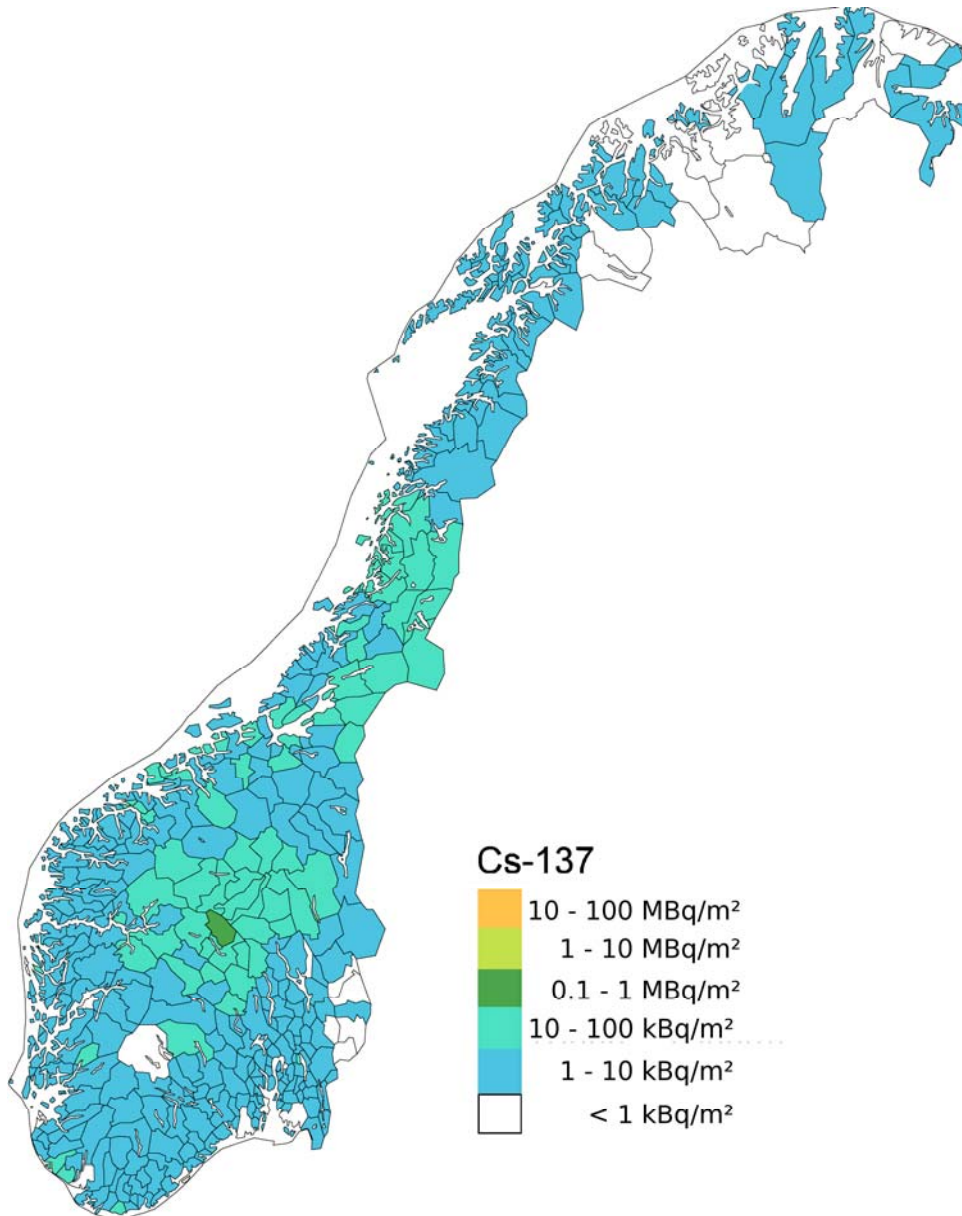 Cs-137
10 - 100 MBq/m²
1 - 10 MBq/m²
0.1 - 1 MBq/m²
10 - 100 kBq/m²
1 - 10 kBq/m²
< 1 kBq/m²